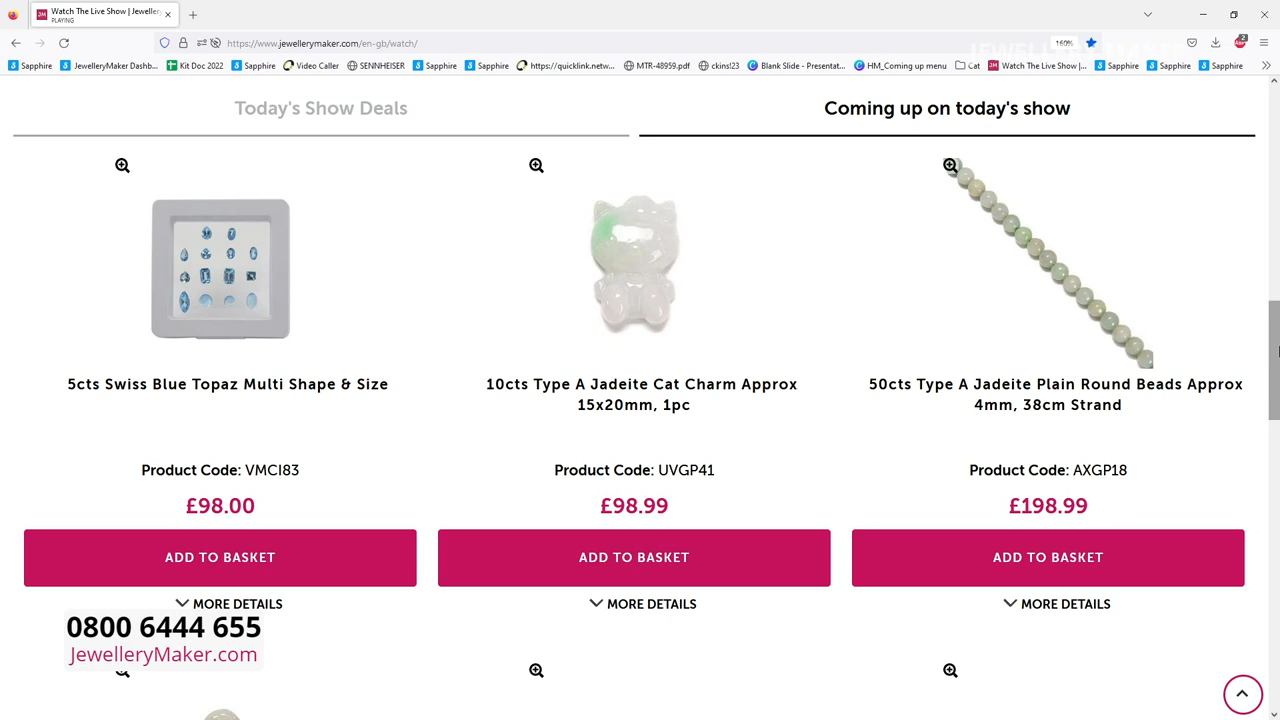 Watch The Live Show | Jeweller
PLAYING
https://www.jewellerymaker.com
gb/watch/
160%
2
Sapphire
JewelleryMaker Dashb...
Kit Doc 2022
Sapphire
Video Caller
SENNHEISER
Sapphire
Sapphire
https://quicklink.netw...
MTR-48959.pdf
ckins!23
Blank Slide - Presentat...
HM_Coming up menu
Cat
Watch The Live Show |...
Sapphire
Sapphire
Sapphire
JEWELLERYMAKER
Today's Show Deals
Coming up on today's show
5cts Swiss Blue Topaz Multi Shape & Size
Product Code: VMCI83
£98.00
ADD TO BASKET
MORE DETAILS
10cts Type A Jadeite Cat Charm Approx
15x20mm, 1pc
Product Code: UVGP41
£98.99
ADD TO BASKET
MORE DETAILS
50cts Type A Jadeite Plain Round Beads Approx
4mm, 38cm Strand
Product Code: AXGP18
£198.99
ADD TO BASKET
MORE DETAILS
0800 6444 655
JewelleryMaker.com